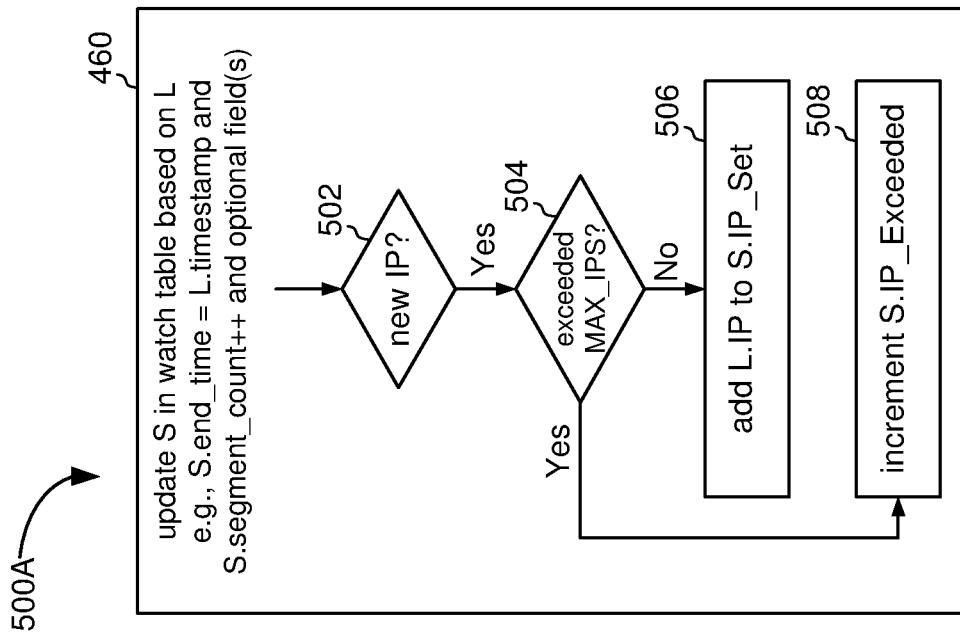 500A
460
update S in watch table based on L
e.g., S.end_time = L.timestamp and
S.segment_count++ and optional field(s)
502
new IP?
Yes
504
exceeded
MAX_IPS?
Yes
No
506
add L.IP to S.IP_Set
508
increment S.IP_Exceeded